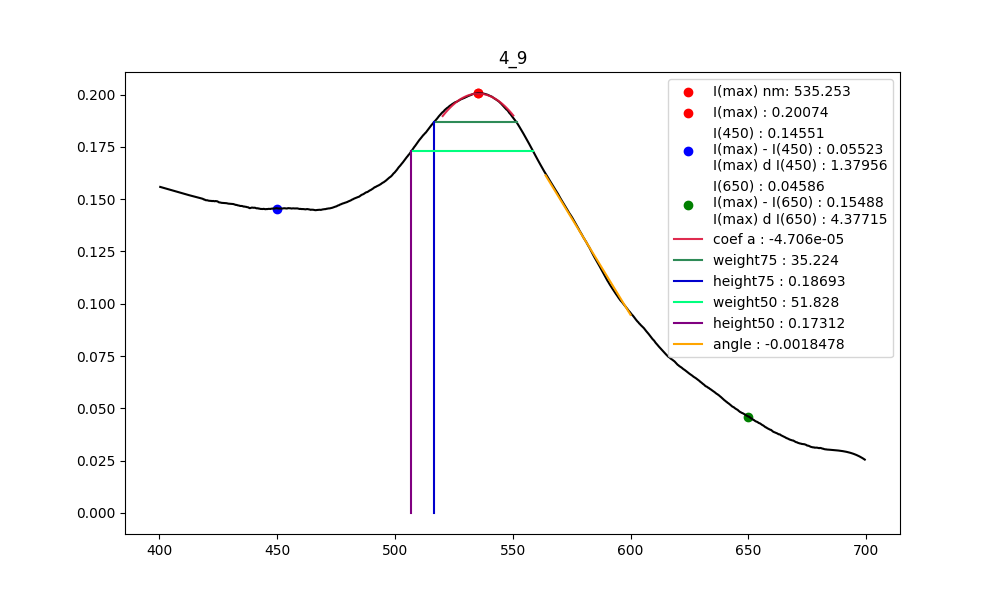 4_9
I(max) nm: 535.253
I(max) : 0.20074
I(450) : 0.14551
I(max) - I(450) : 0.05523
I(max) d I(450) : 1.37956
I(650) : 0.04586
I(max) - I(650) : 0.15488
I(max) d I(650) : 4.37715
coef a : -4.706e-05
weight75 : 35.224
height75 : 0.18693
weight50 : 51.828
height50 : 0.17312
angle : -0.0018478
0.200
0.175
0.150
0.125
0.100
0.075
0.050
0.025
0.000
400 450 500 550 600 650 700